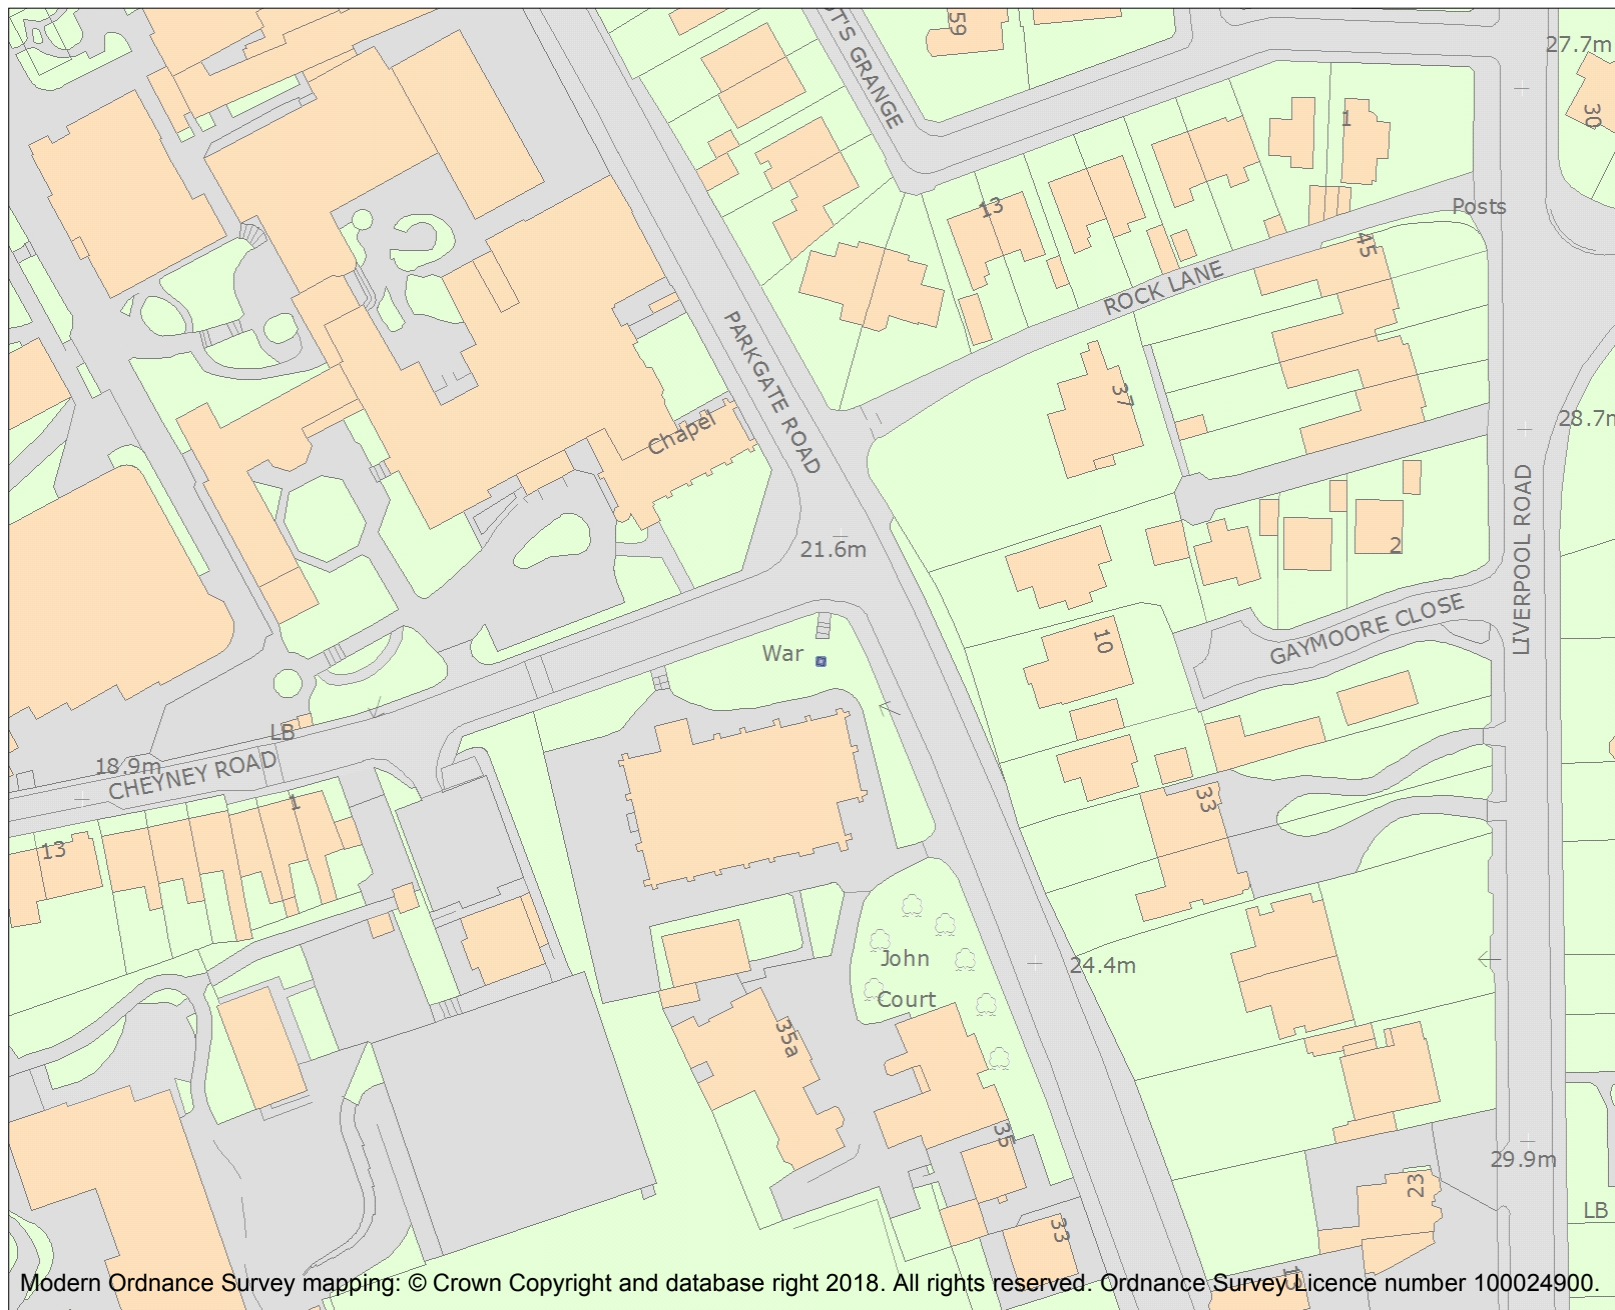 59
27.7m
OT'S GRANGE
30
1
13
Posts
45
ROCK LANE
PARKGATE ROAD
37
28.7m
Chapel
LIVERPOOL ROAD
21.6m
2
GAYMOORE CLOSE
10
War
LB
18.9m
CHEYNEY ROAD
1
33
13
John
24.4m
Court
35a
35
29.9m
23
LB
33
13
Modern Ordnance Survey mapping: © Crown Copyright and database right 2018. All rights reserved. Ordnance Survey Licence number 100024900.